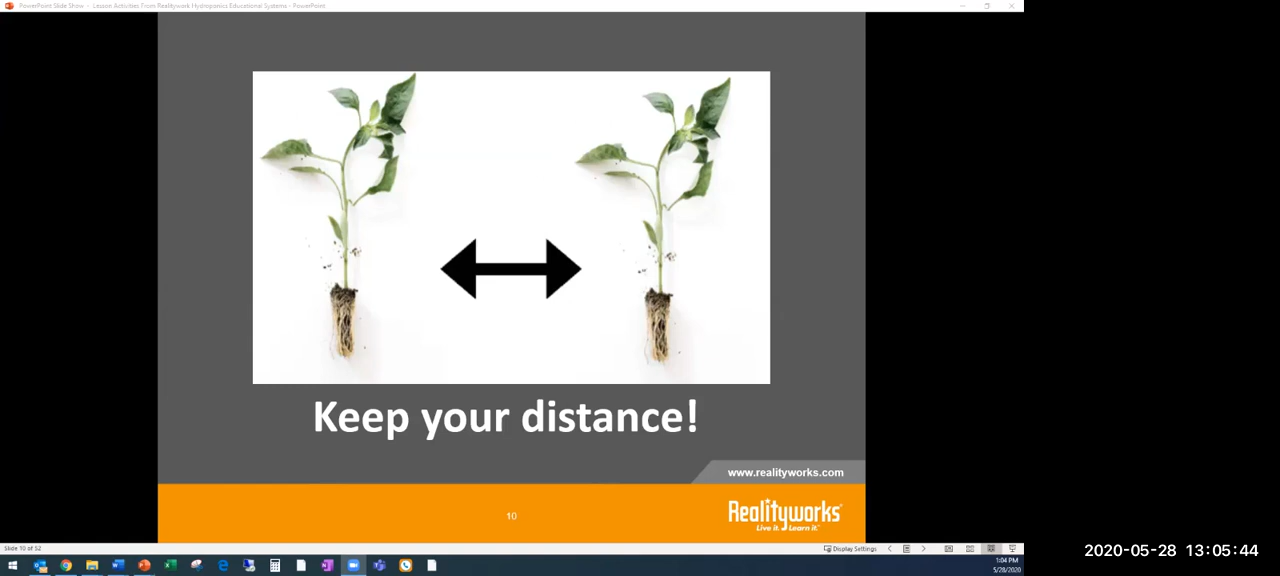 PowerPoint Slide Show - Lesson Activities From Realitywork Hydroponics Educational Systems - PowerPoint
Keep your distance!
www.realityworks.com
10
Realityworks
Live it. Learn it.
Slide 10 of 52
Display Settings
1:04 PM
5/28/2020
2020-05-28 13:05:44